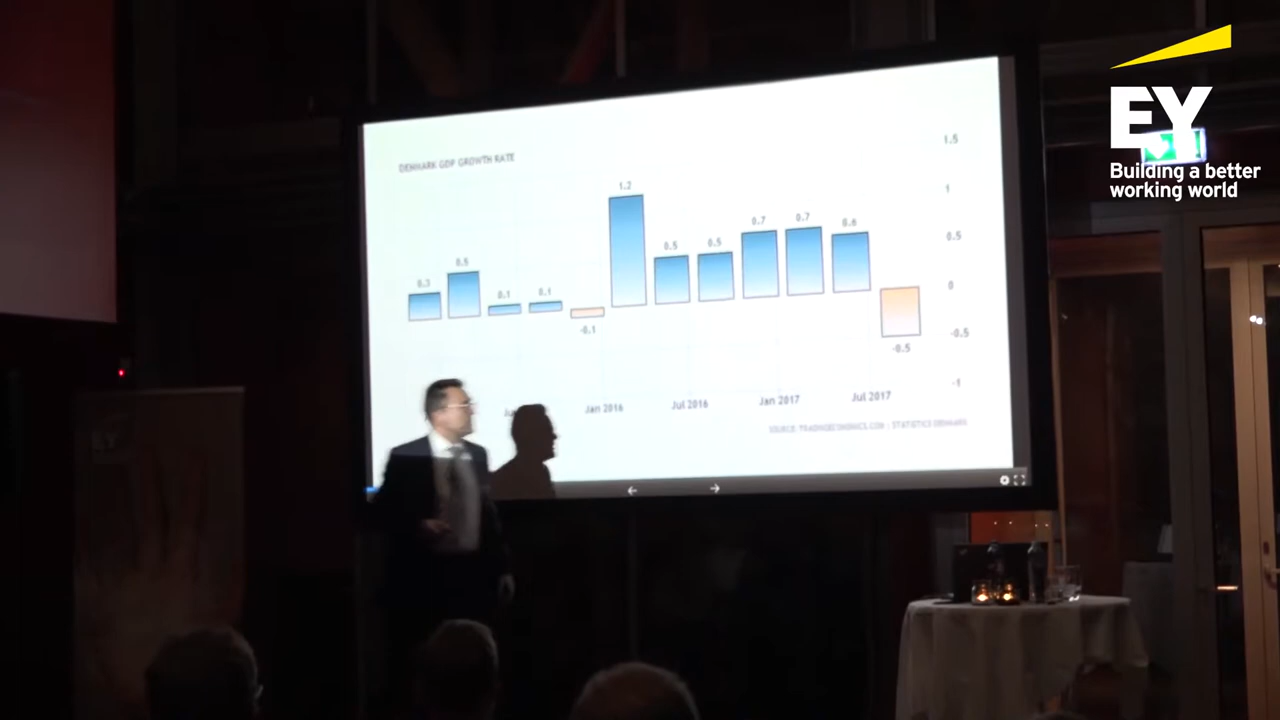 EY
Building a better
working world
DENMARK GDP GROWTH RATE
1.5
1.2
1
0.7
0.7
0.6
0.5
0.5
0.5
0.5
0.3
0.1
0.1
0
-0.1
-0.5
-0.5
-1
Jan 2016
Jul 2016
Jan 2017
Jul 2017
SOURCE: TRADINGECONOMICS.COM | STATISTICS DENMARK
EY